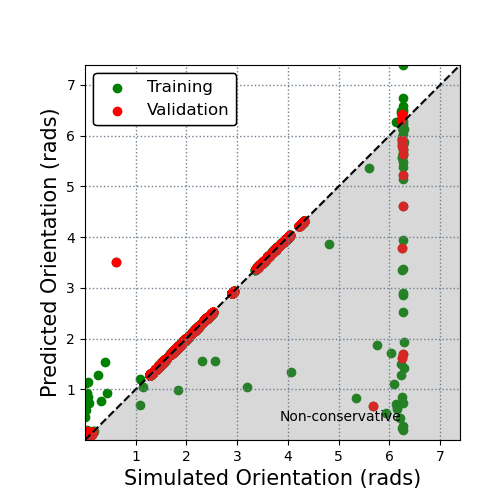 Training
Validation
7
6
5
4
3
2
1
Predicted Orientation (rads)
Non-conservative
1 2 3 4 5 6 7
Simulated Orientation (rads)